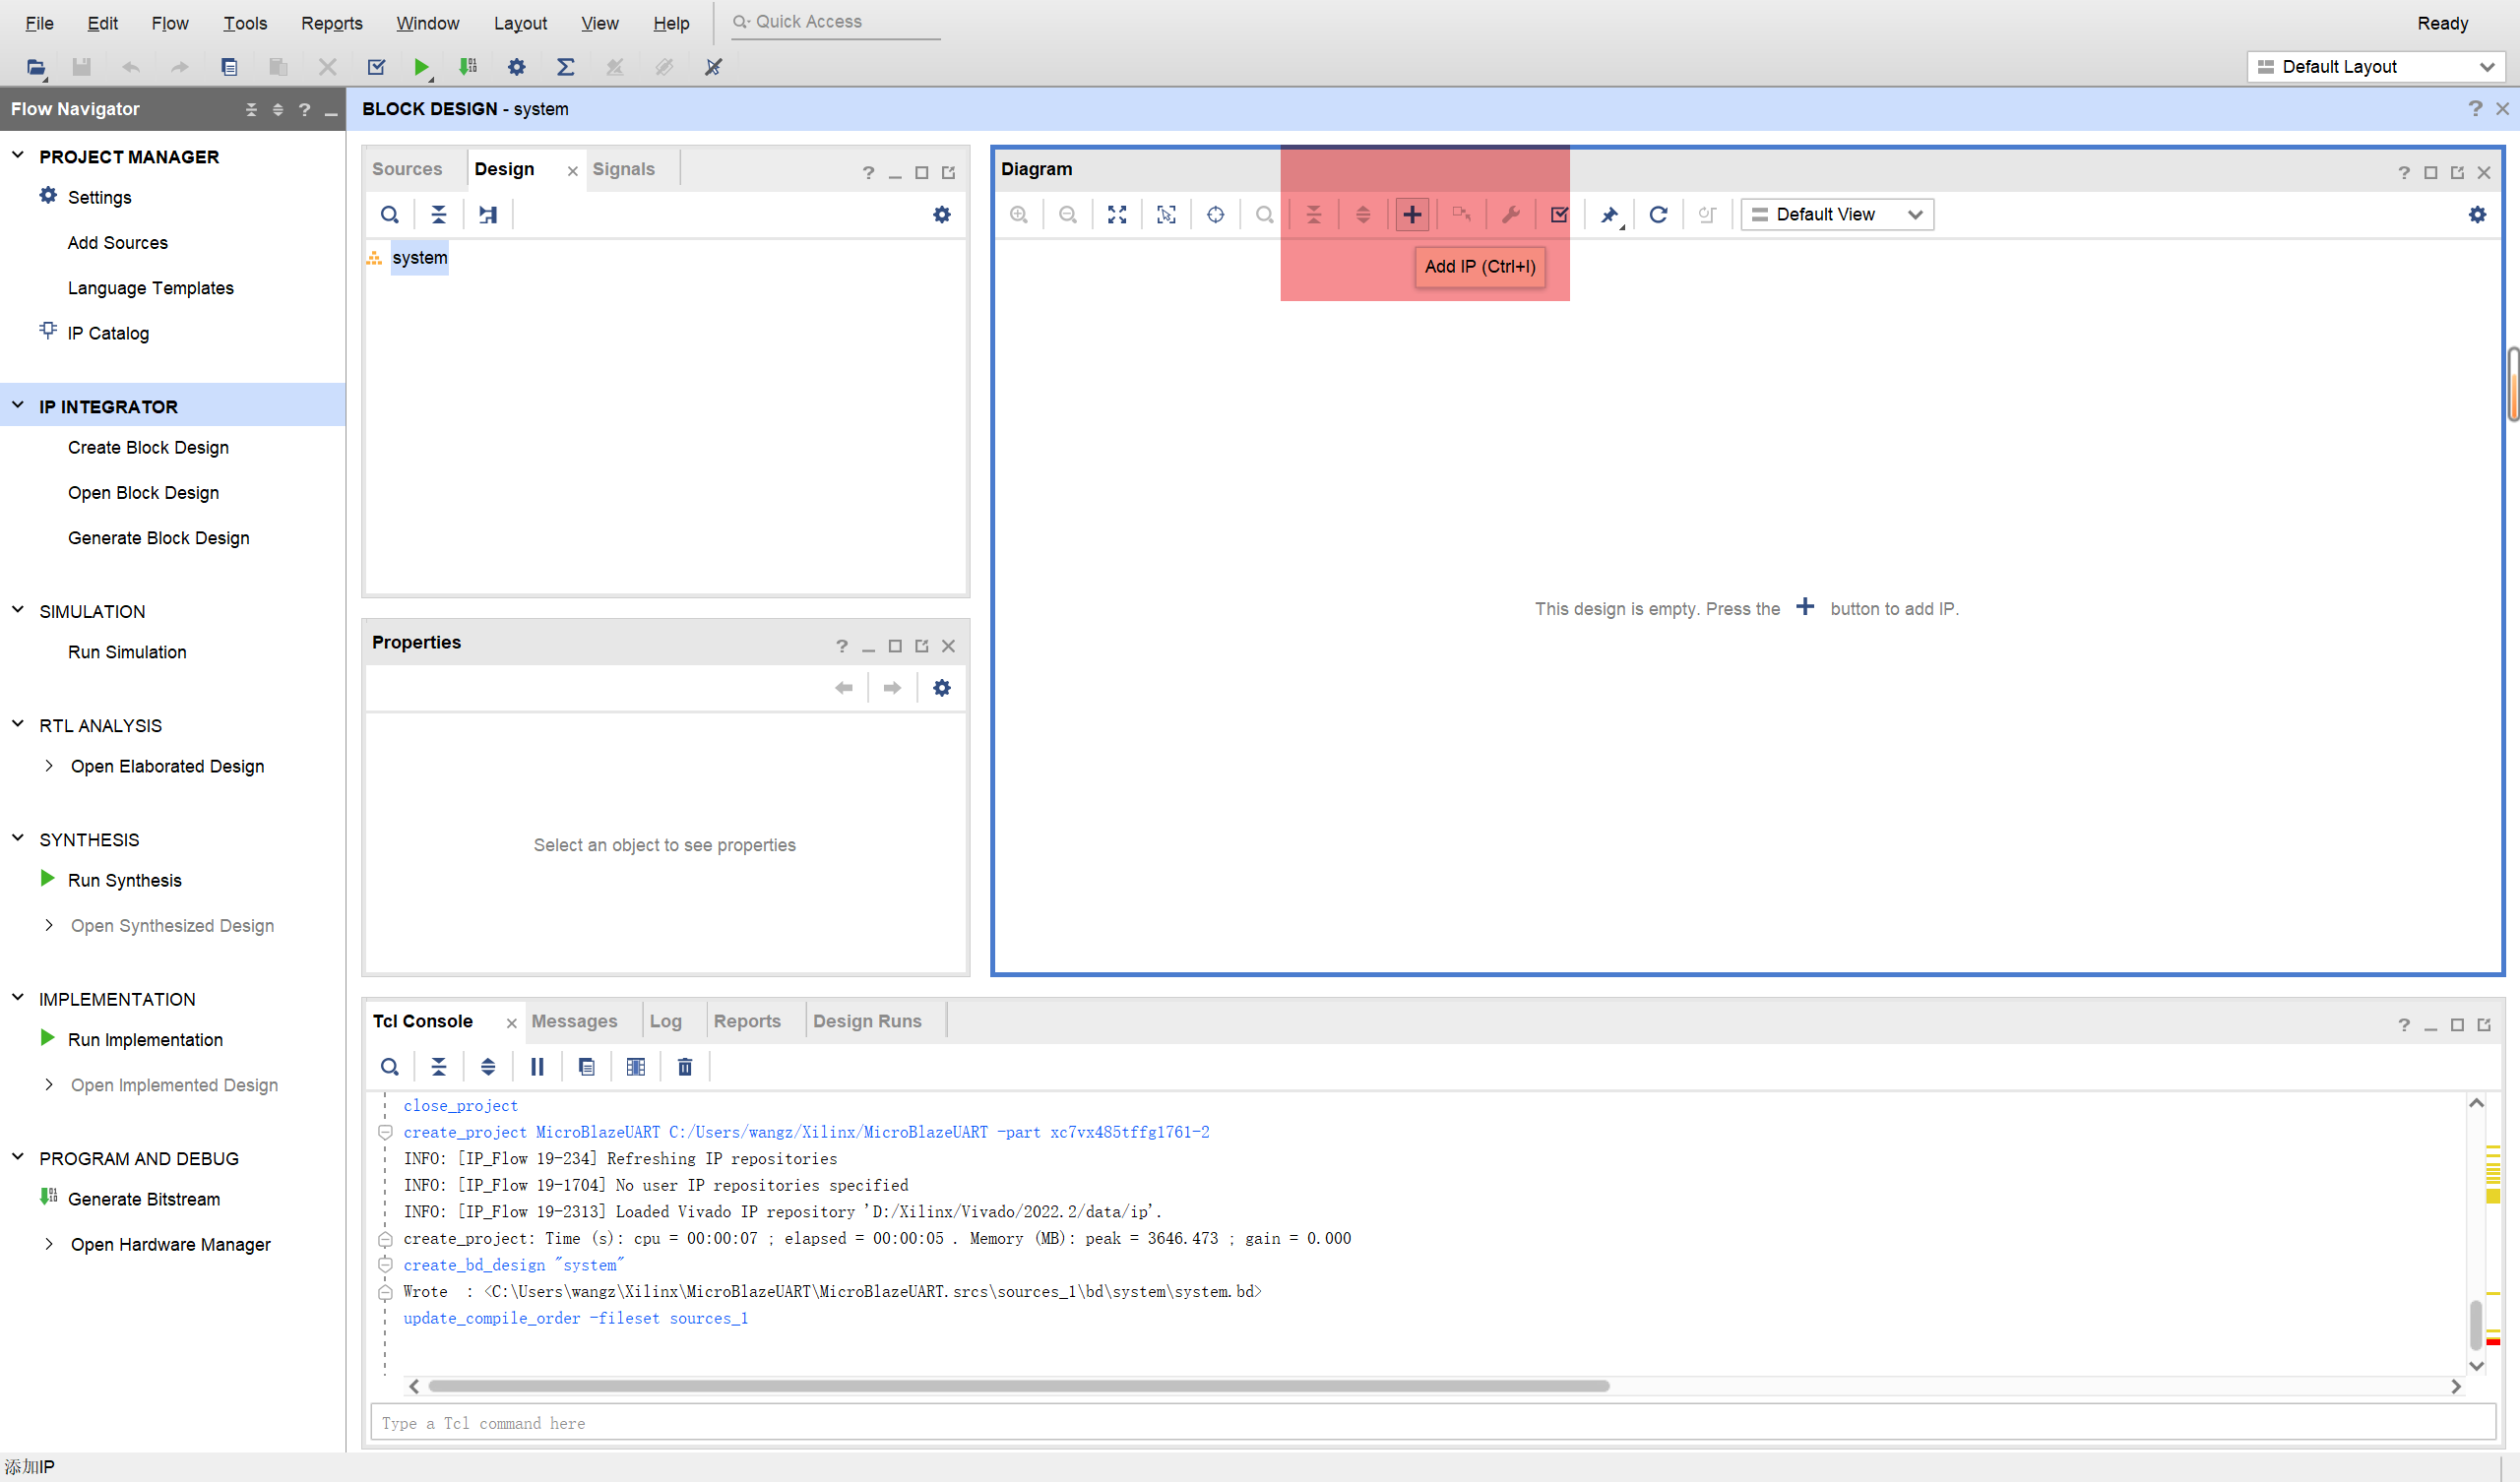 File Edit Flow Tools Reports Window Layout View Help Quick Access Ready
Default Layout
Flow Navigator
PROJECT MANAGER
Settings
Add Sources
Language Templates
IP Catalog
IP INTEGRATOR
Create Block Design
Open Block Design
Generate Block Design
SIMULATION
Run Simulation
RTL ANALYSIS
Open Elaborated Design
SYNTHESIS
Run Synthesis
Open Synthesized Design
IMPLEMENTATION
Run Implementation
Open Implemented Design
PROGRAM AND DEBUG
Generate Bitstream
Open Hardware Manager
BLOCK DESIGN - system
Sources Design Signals
system
Properties
Select an object to see properties
Diagram
Default View
Add IP (Ctrl+I)
This design is empty. Press the + button to add IP.
Tcl Console Messages Log Reports Design Runs
close_project
create_project MicroBlazeUART C:/Users/wangz/Xilinx/MicroBlazeUART -part xc7vx485tffg1761-2
INFO: [IP_Flow 19-234] Refreshing IP repositories
INFO: [IP_Flow 19-1704] No user IP repositories specified
INFO: [IP_Flow 19-2313] Loaded Vivado IP repository 'D:/Xilinx/Vivado/2022.2/data/ip'.
create_project: Time (s): cpu = 00:00:07 ; elapsed = 00:00:05 . Memory (MB): peak = 3646.473 ; gain = 0.000
create_bd_design "system"
Wrote  : <C:\Users\wangz\Xilinx\MicroBlazeUART\MicroBlazeUART.srcs\sources_1\bd\system\system.bd>
update_compile_order -fileset sources_1
Type a Tcl command here
添加IP